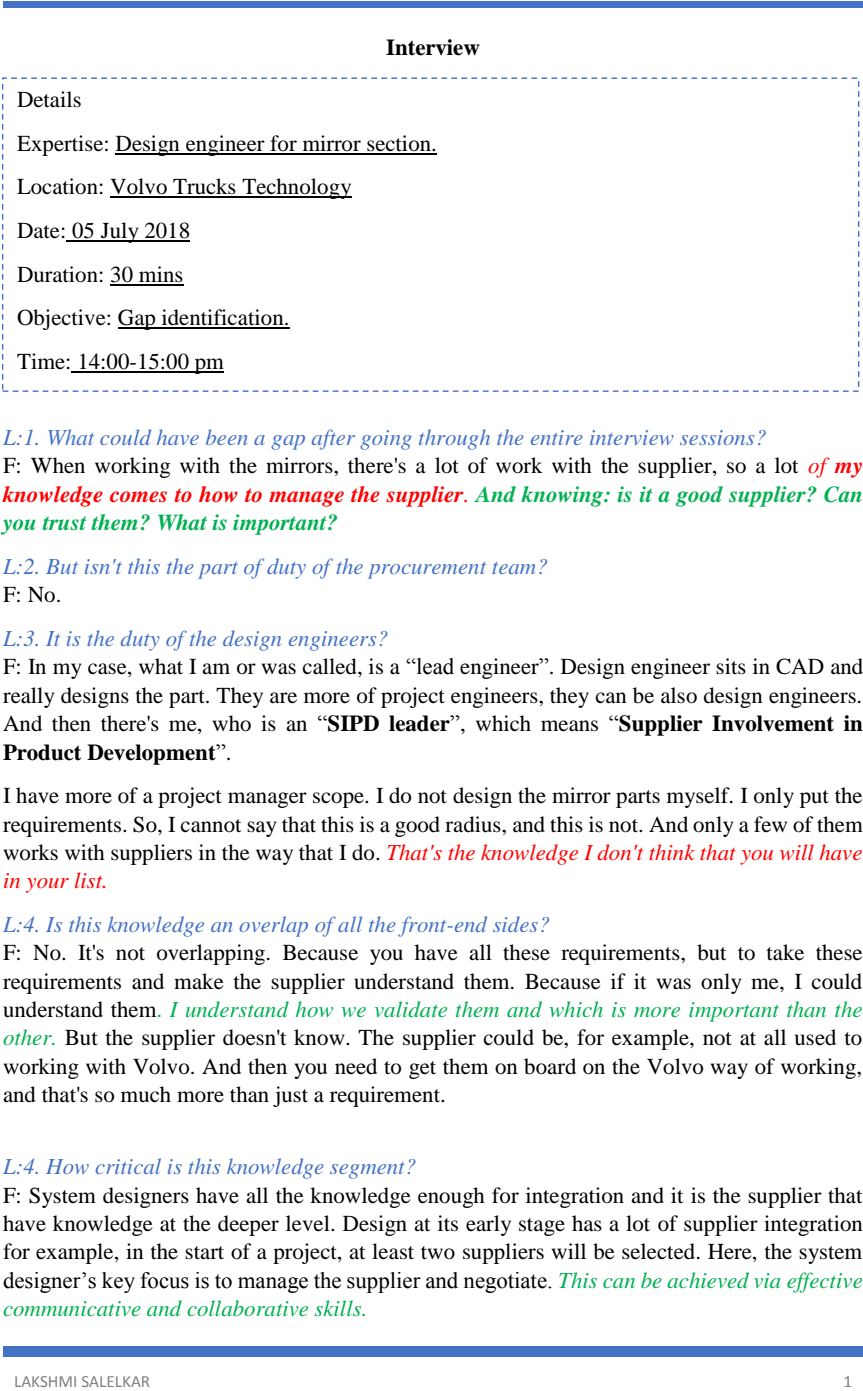 Interview
Details
Expertise: Design engineer for mirror section.
Location: Volvo Trucks Technology
Date: 05 July 2018
Duration: 30 mins
Objective: Gap identification.
Time: 14:00-15:00 pm
L:1. What could have been a gap after going through the entire interview sessions?
F: When working with the mirrors, there's a lot of work with the supplier, so a lot of my
knowledge comes to how to manage the supplier. And knowing: is it a good supplier? Can
you trust them? What is important?
L:2. But isn't this the part of duty of the procurement team?
F: No.
L:3. It is the duty of the design engineers?
F: In my case, what I am or was called, is a “lead engineer”. Design engineer sits in CAD and
really designs the part. They are more of project engineers, they can be also design engineers.
And then there's me, who is an “SIPD leader”, which means “Supplier Involvement in
Product Development”.
I have more of a project manager scope. I do not design the mirror parts myself. I only put the
requirements. So, I cannot say that this is a good radius, and this is not. And only a few of them
works with suppliers in the way that I do. That's the knowledge I don't think that you will have
in your list.
L:4. Is this knowledge an overlap of all the front-end sides?
F: No. It's not overlapping. Because you have all these requirements, but to take these
requirements and make the supplier understand them. Because if it was only me, I could
understand them. I understand how we validate them and which is more important than the
other. But the supplier doesn't know. The supplier could be, for example, not at all used to
working with Volvo. And then you need to get them on board on the Volvo way of working,
and that's so much more than just a requirement.
L:4. How critical is this knowledge segment?
F: System designers have all the knowledge enough for integration and it is the supplier that
have knowledge at the deeper level. Design at its early stage has a lot of supplier integration
for example, in the start of a project, at least two suppliers will be selected. Here, the system
designer’s key focus is to manage the supplier and negotiate. This can be achieved via effective
communicative and collaborative skills.
LAKSHMI SALELKAR 1